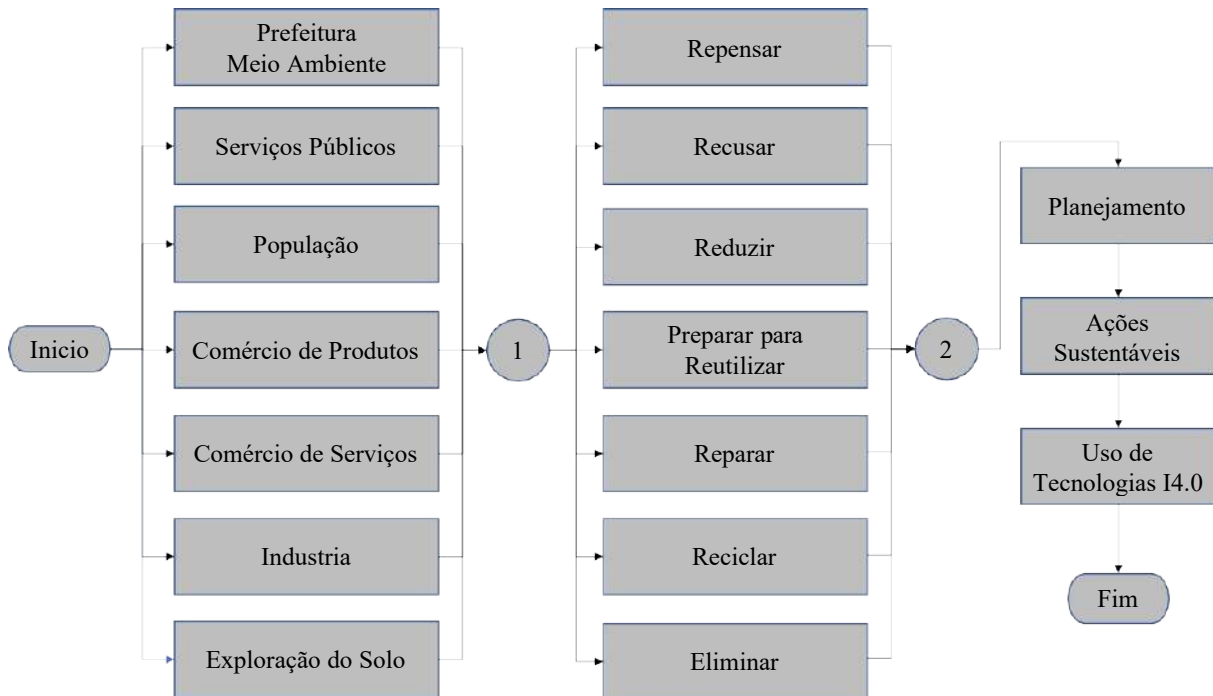 Inicio
Prefeitura
Meio Ambiente
Serviços Públicos
População
Comércio de Produtos
Comércio de Serviços
Industria
Exploração do Solo
1
Repensar
Recusar
Reduzir
Preparar para
Reutilizar
Reparar
Reciclar
Eliminar
2
Planejamento
Ações
Sustentáveis
Uso de
Tecnologias I4.0
Fim